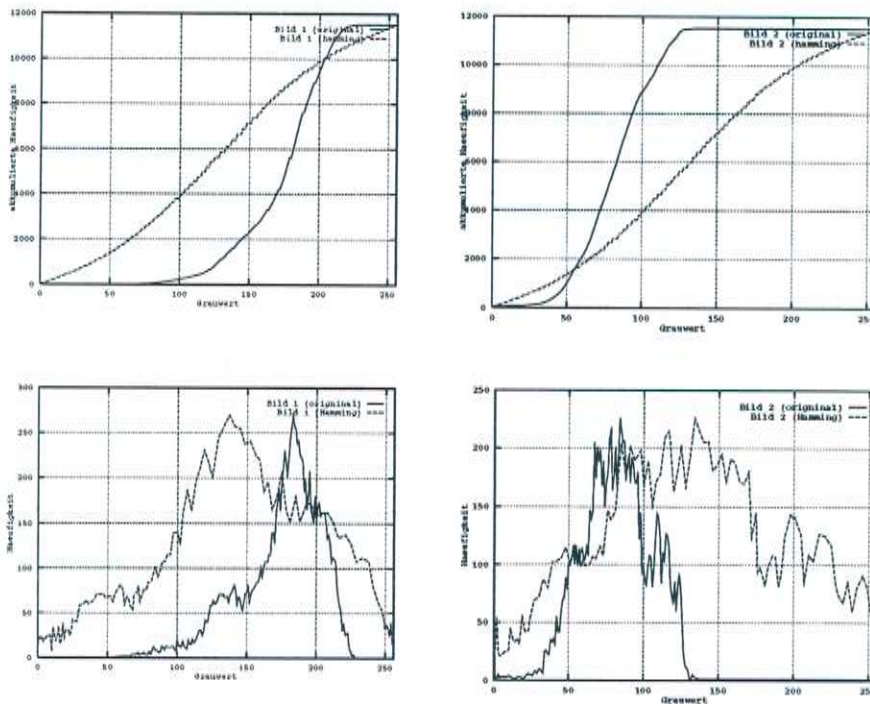 12000
10000
8000
6000
4000
2000
0
akkumulierte Haeufigkeit
Bild 1 (original)
Bild 1 (hamming)
0 50 100 150 200 250
Grauwert
12000
10000
8000
6000
4000
2000
0
akkumulierte Haeufigkeit
Bild 2 (original)
Bild 2 (hamming)
0 50 100 150 200 250
Grauwert
300
250
200
150
100
50
0
Haeufigkeit
Bild 1 (origninal)
Bild 1 (Hamming)
0 50 100 150 200 250
Grauwert
250
200
150
100
50
0
Haeufigkeit
Bild 2 (origninal)
Bild 2 (Hamming)
0 50 100 150 200 250
Grauwert